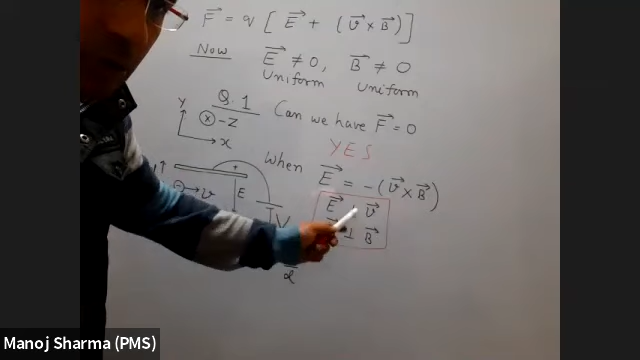 F⃗ = q [ E⃗ + (v⃗ × B⃗)]
Now E⃗ ≠ 0, B⃗ ≠ 0
Uniform Uniform
Q.1 Can we have F⃗ = 0
Y
⊗ -Z
X
YES
When E⃗ = -(v⃗ × B⃗)
+
→ v
E
V
E⃗ v⃗
⊥ B⃗
d
Manoj Sharma (PMS)